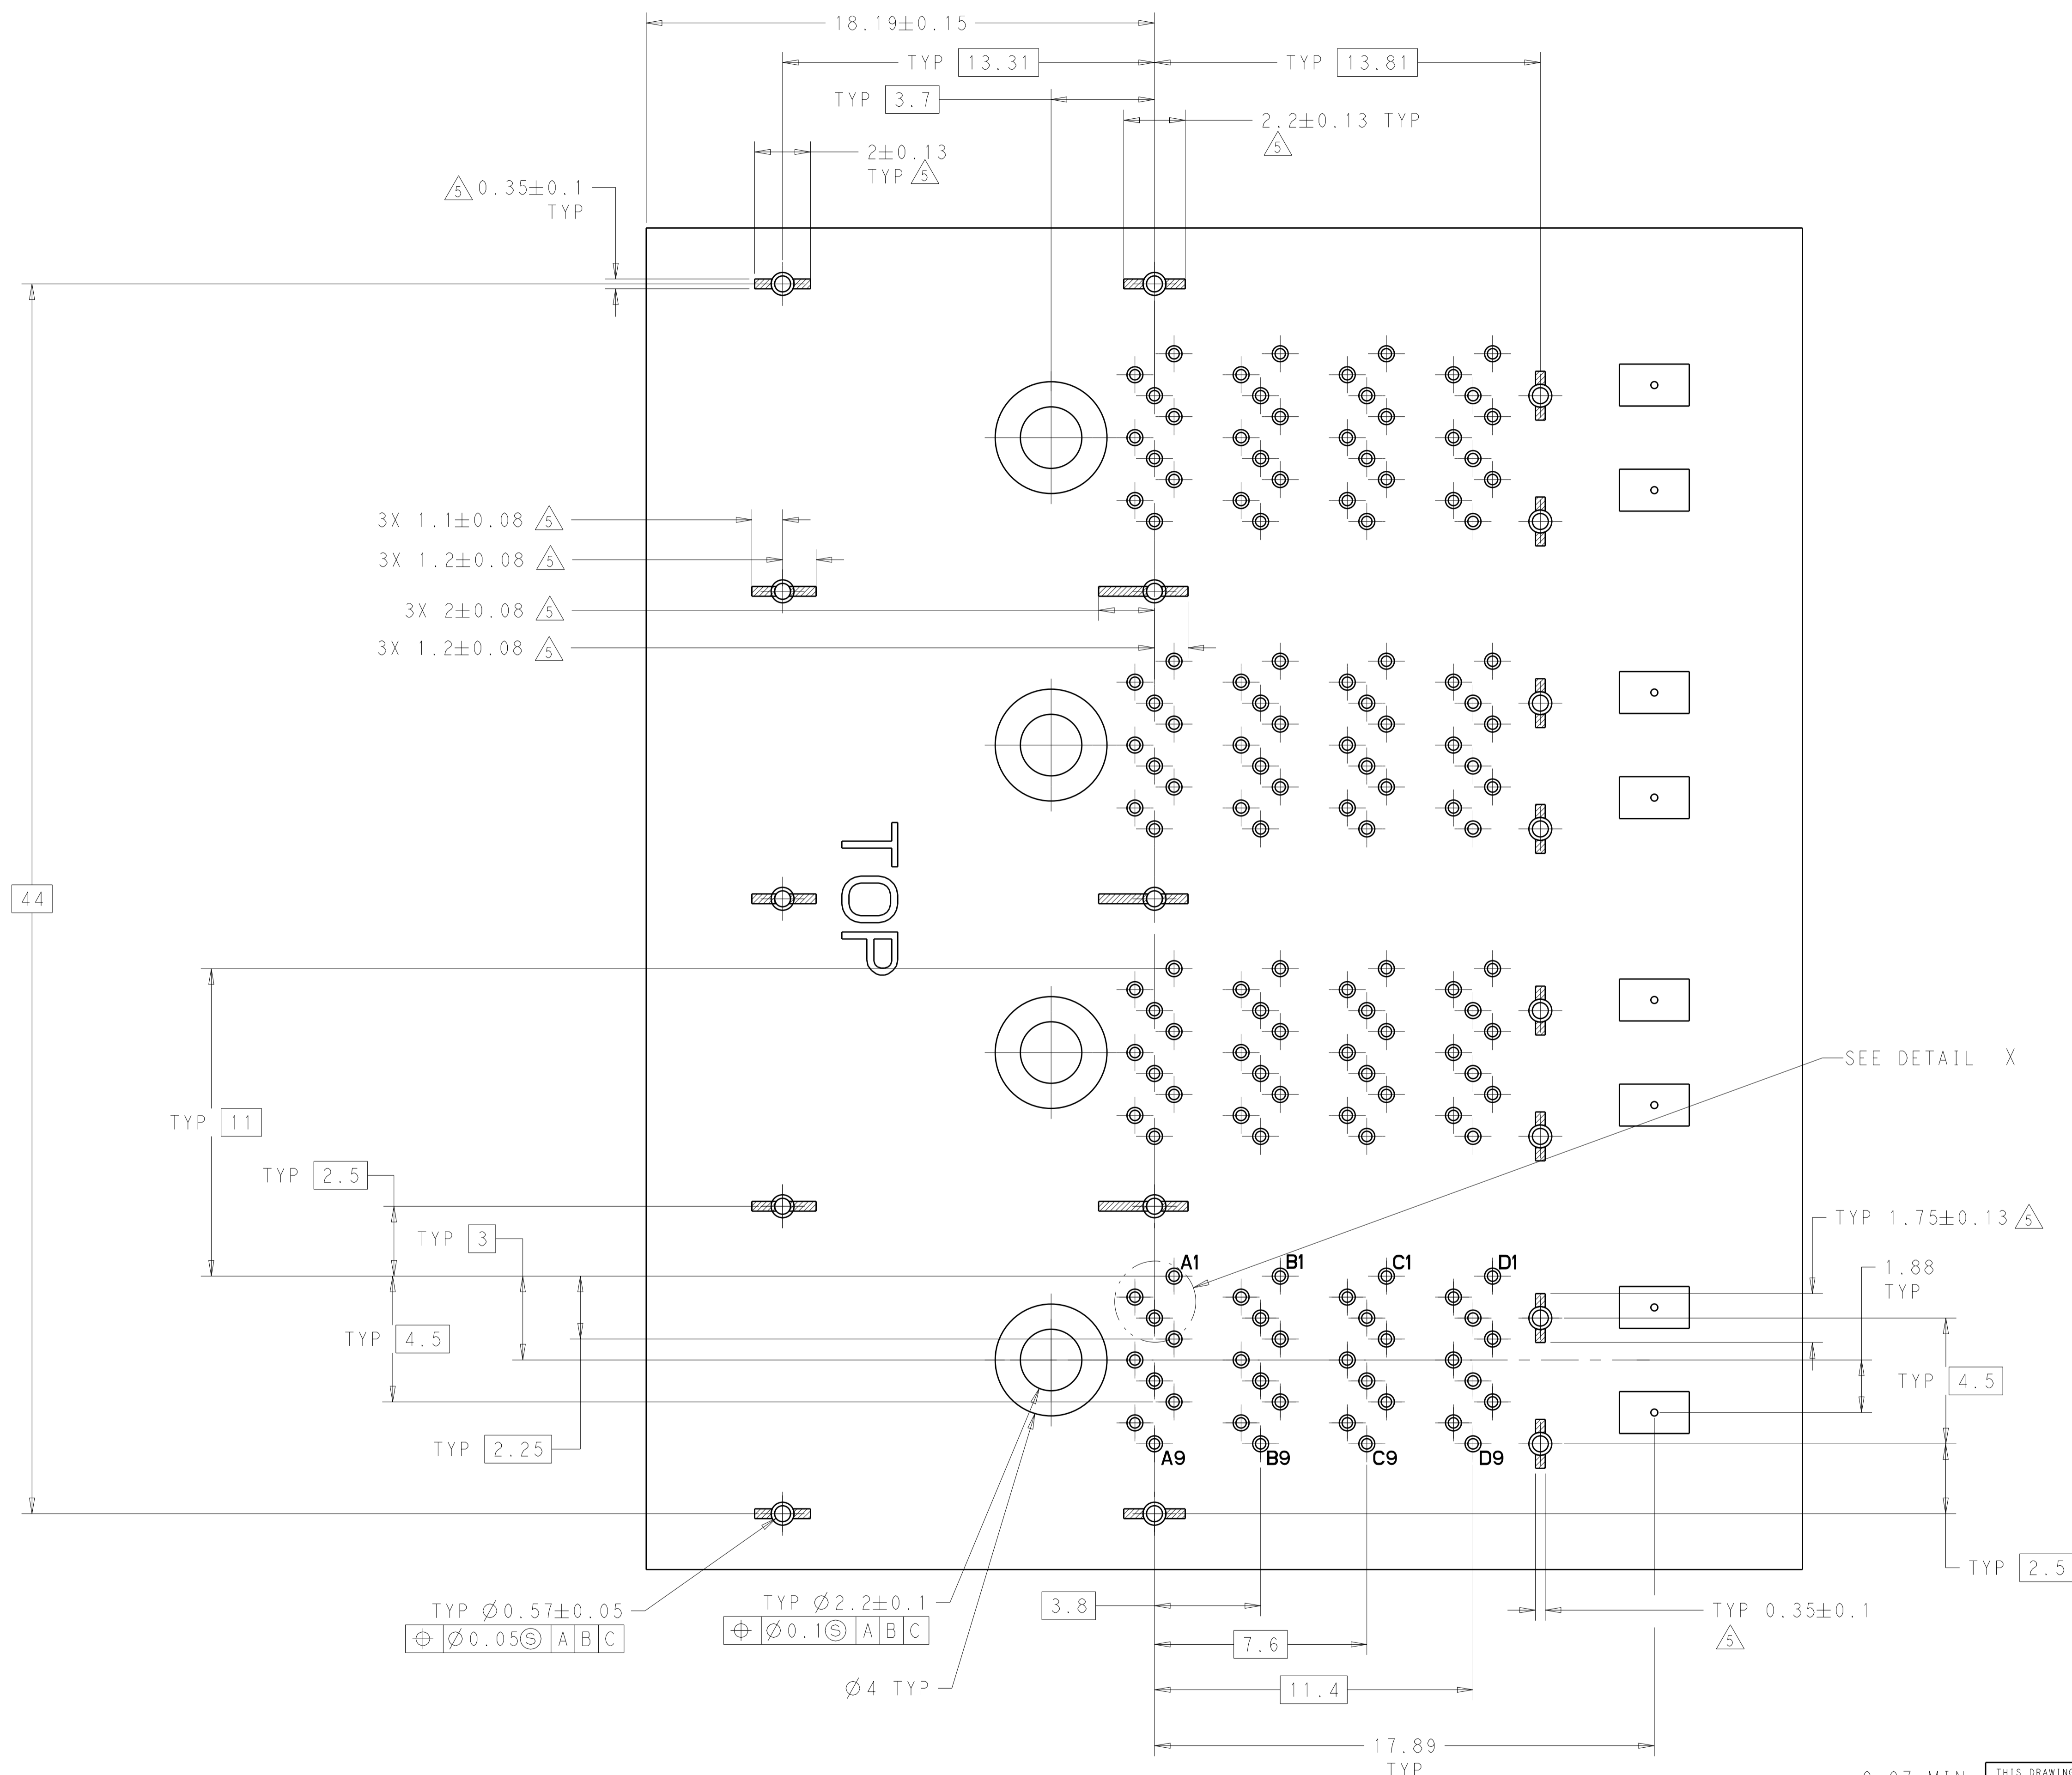 18.19±0.15
TYP 13.31
TYP 13.81
TYP 3.7
2.2±0.13 TYP
5
2±0.13
TYP 5
5 0.35±0.1
TYP
3X 1.1±0.08 5
3X 1.2±0.08 5
3X 2±0.08 5
3X 1.2±0.08 5
44
TOP
SEE DETAIL X
TYP 11
TYP 2.5
TYP 3
TYP 1.75±0.13 5
A1 B1 C1 D1
1.88
TYP
TYP 4.5
TYP 4.5
TYP 2.25
A9 B9 C9 D9
TYP 2.5
TYP Ø0.57±0.05
⌖ Ø0.05Ⓢ A B C
TYP Ø2.2±0.1
⌖ Ø0.1Ⓢ A B C
3.8
TYP 0.35±0.1
5
7.6
Ø4 TYP
11.4
17.89
TYP
THIS DRAWING